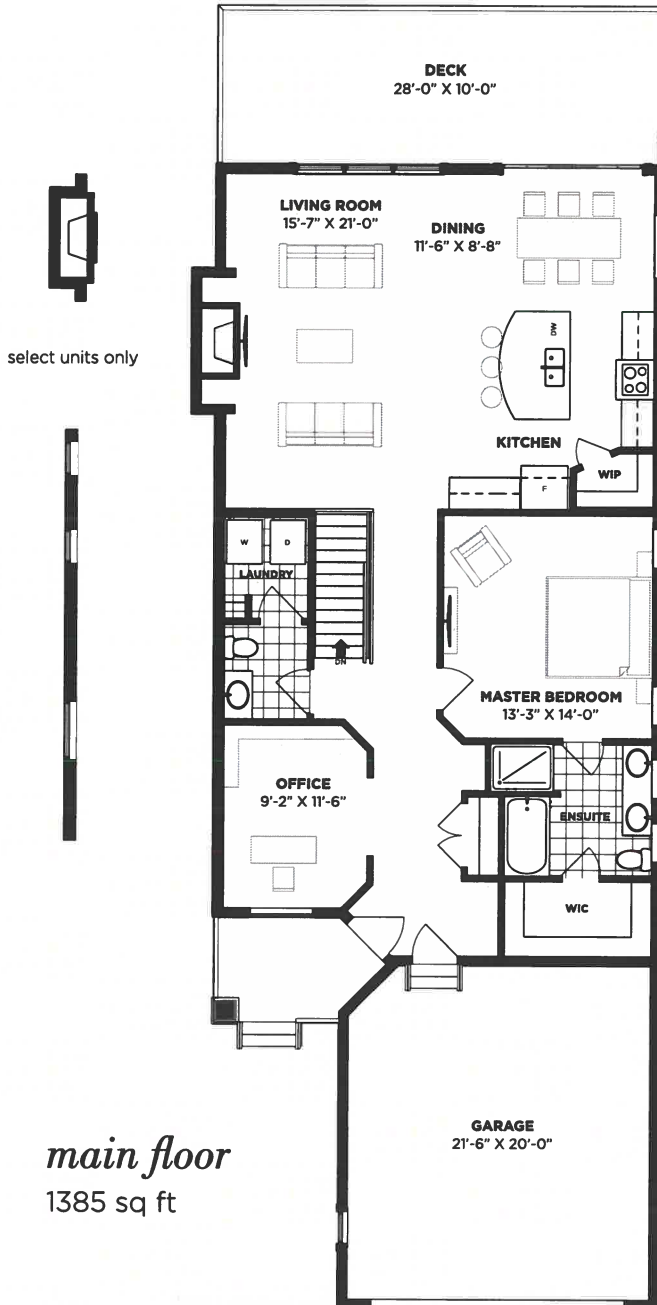 DECK
28'-0" X 10'-0"
LIVING ROOM
15'-7" X 21'-0"
DINING
11'-6" X 8'-8"
select units only
DW
KITCHEN
WIP
F
W
D
LAUNDRY
DN
MASTER BEDROOM
13'-3" X 14'-0"
OFFICE
9'-2" X 11'-6"
ENSUITE
WIC
GARAGE
21'-6" X 20'-0"
main floor
1385 sq ft